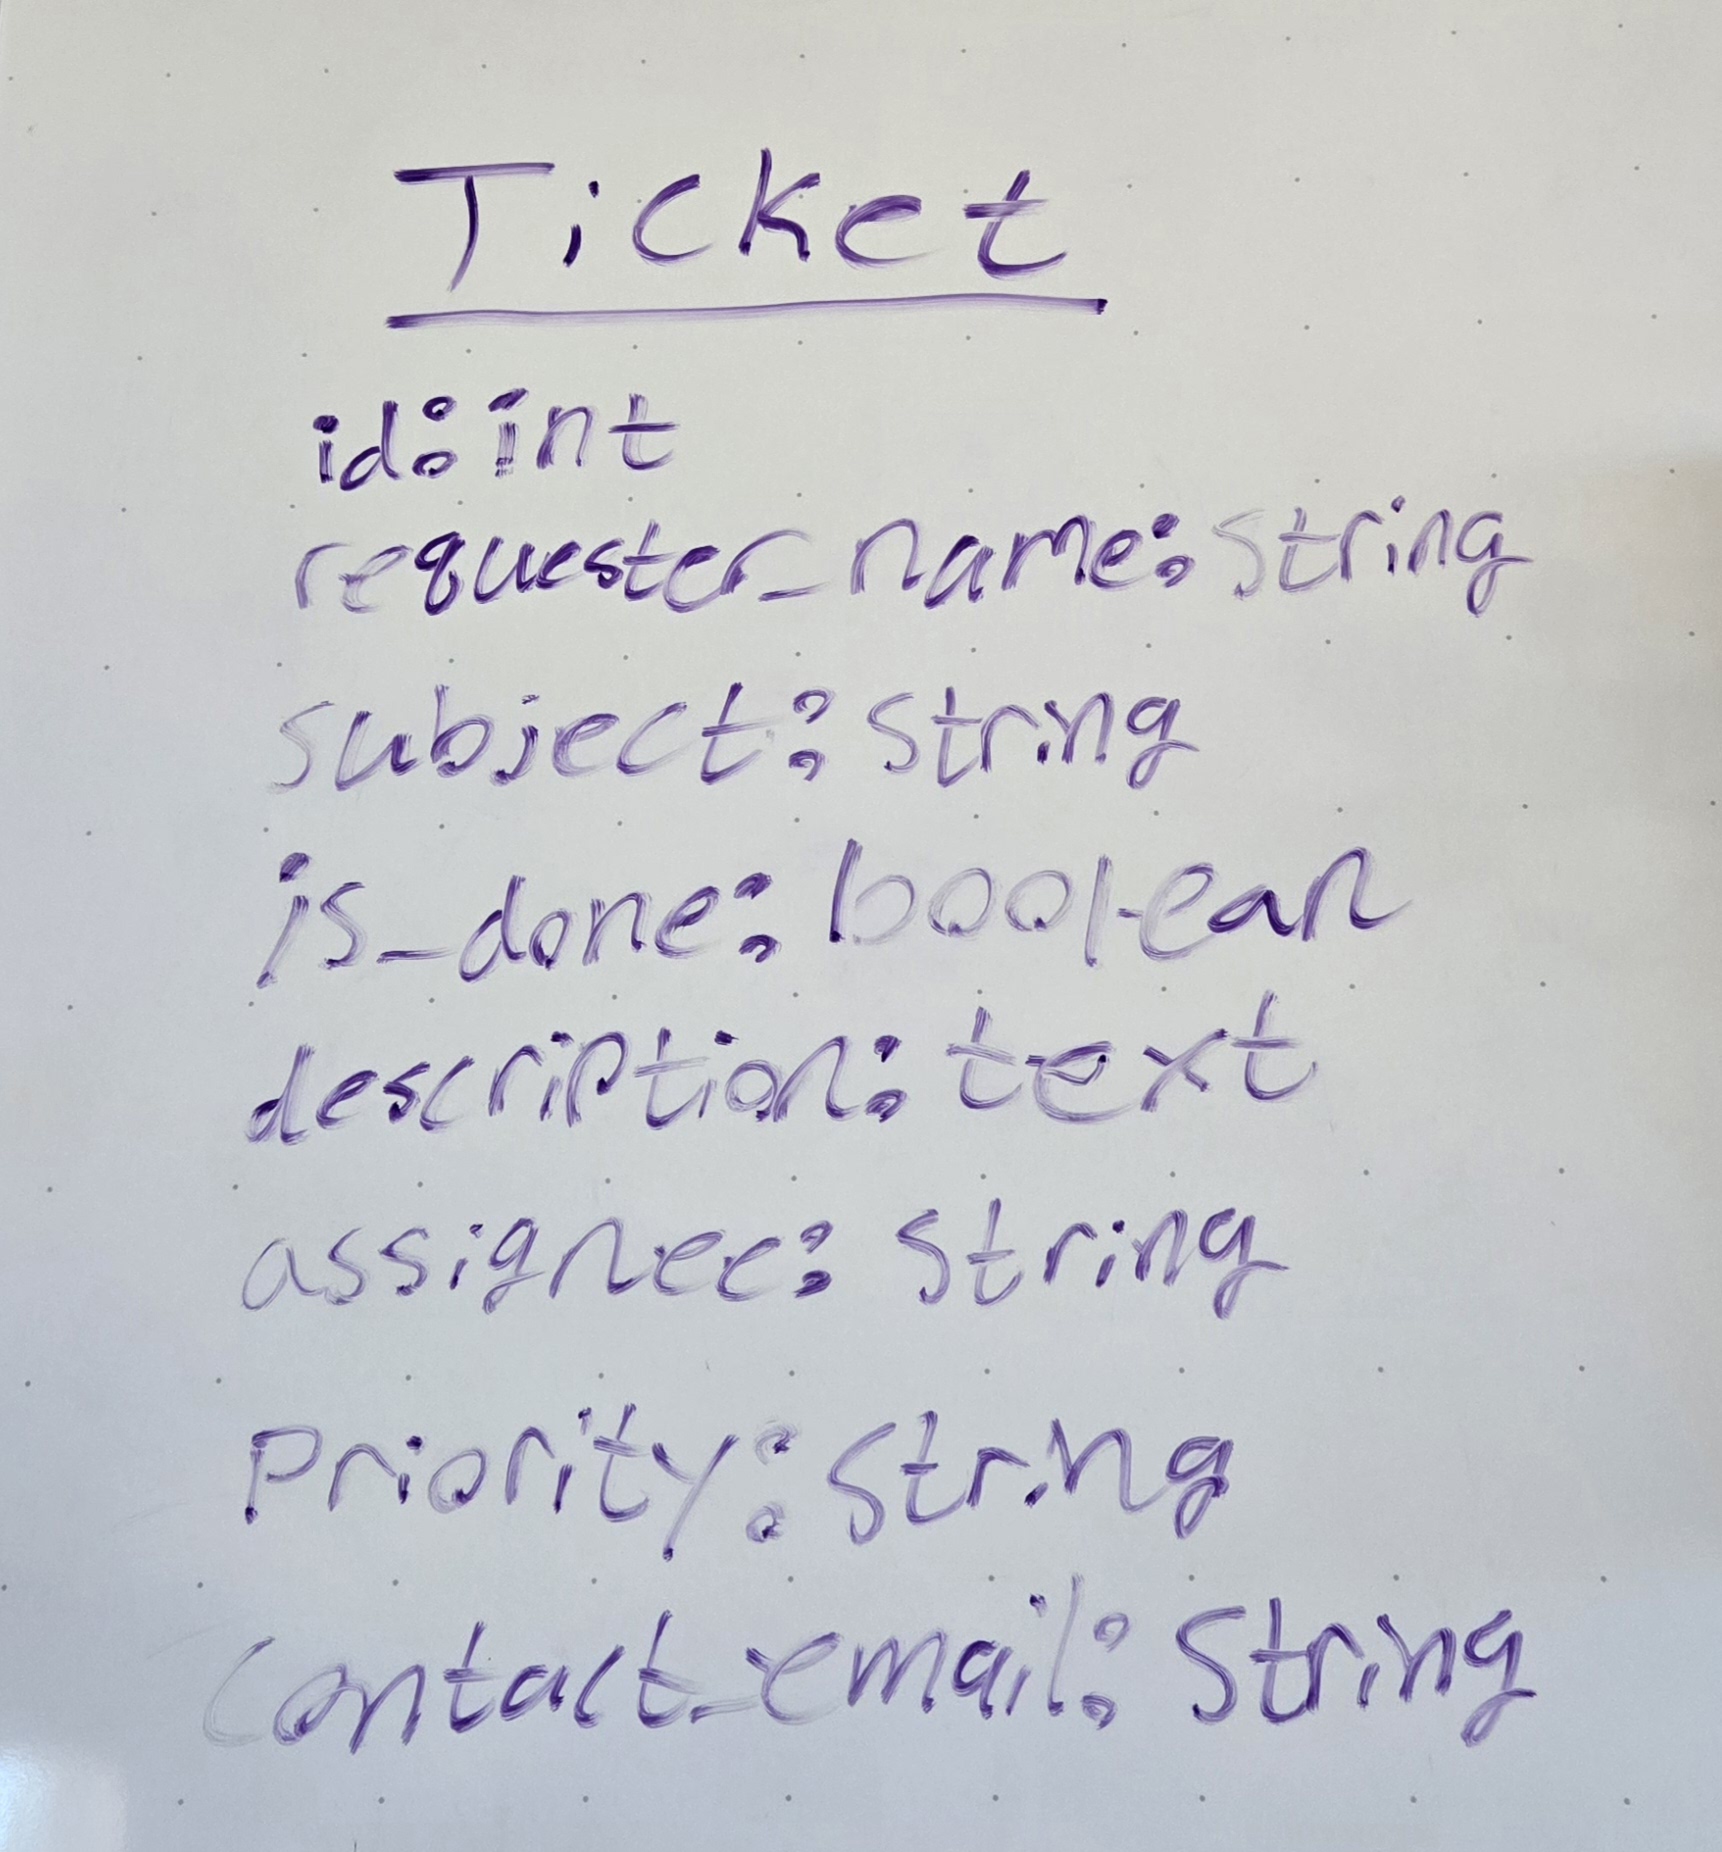 Ticket
id: int
requester_name: string
subject: string
is_done: boolean
description: text
assignee: string
Priority: string
contact_email: String